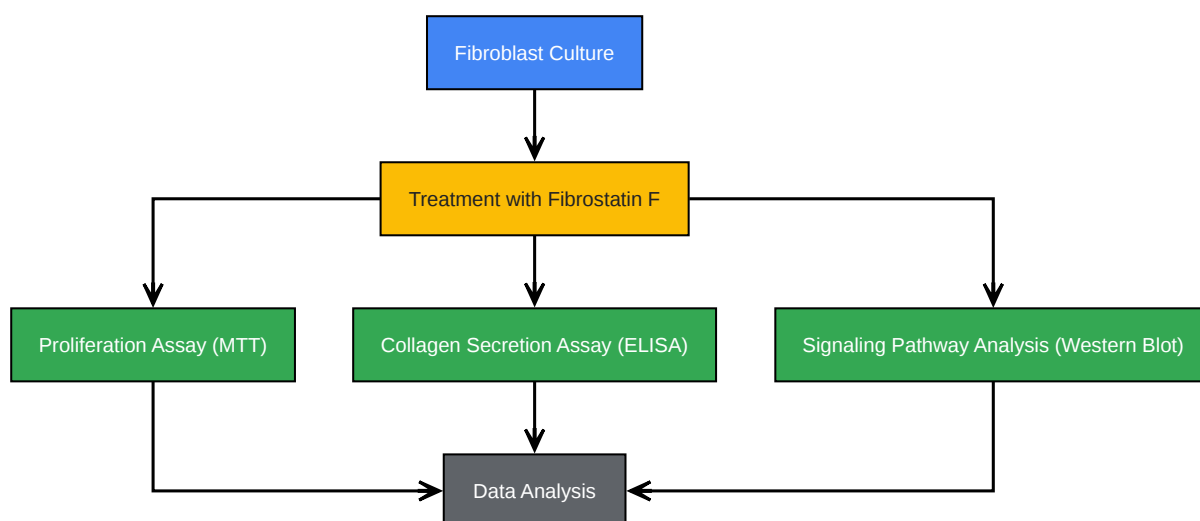 Fibroblast Culture
Treatment with Fibrostatin F
Proliferation Assay (MTT)
Collagen Secretion Assay (ELISA)
Signaling Pathway Analysis (Western Blot)
Data Analysis